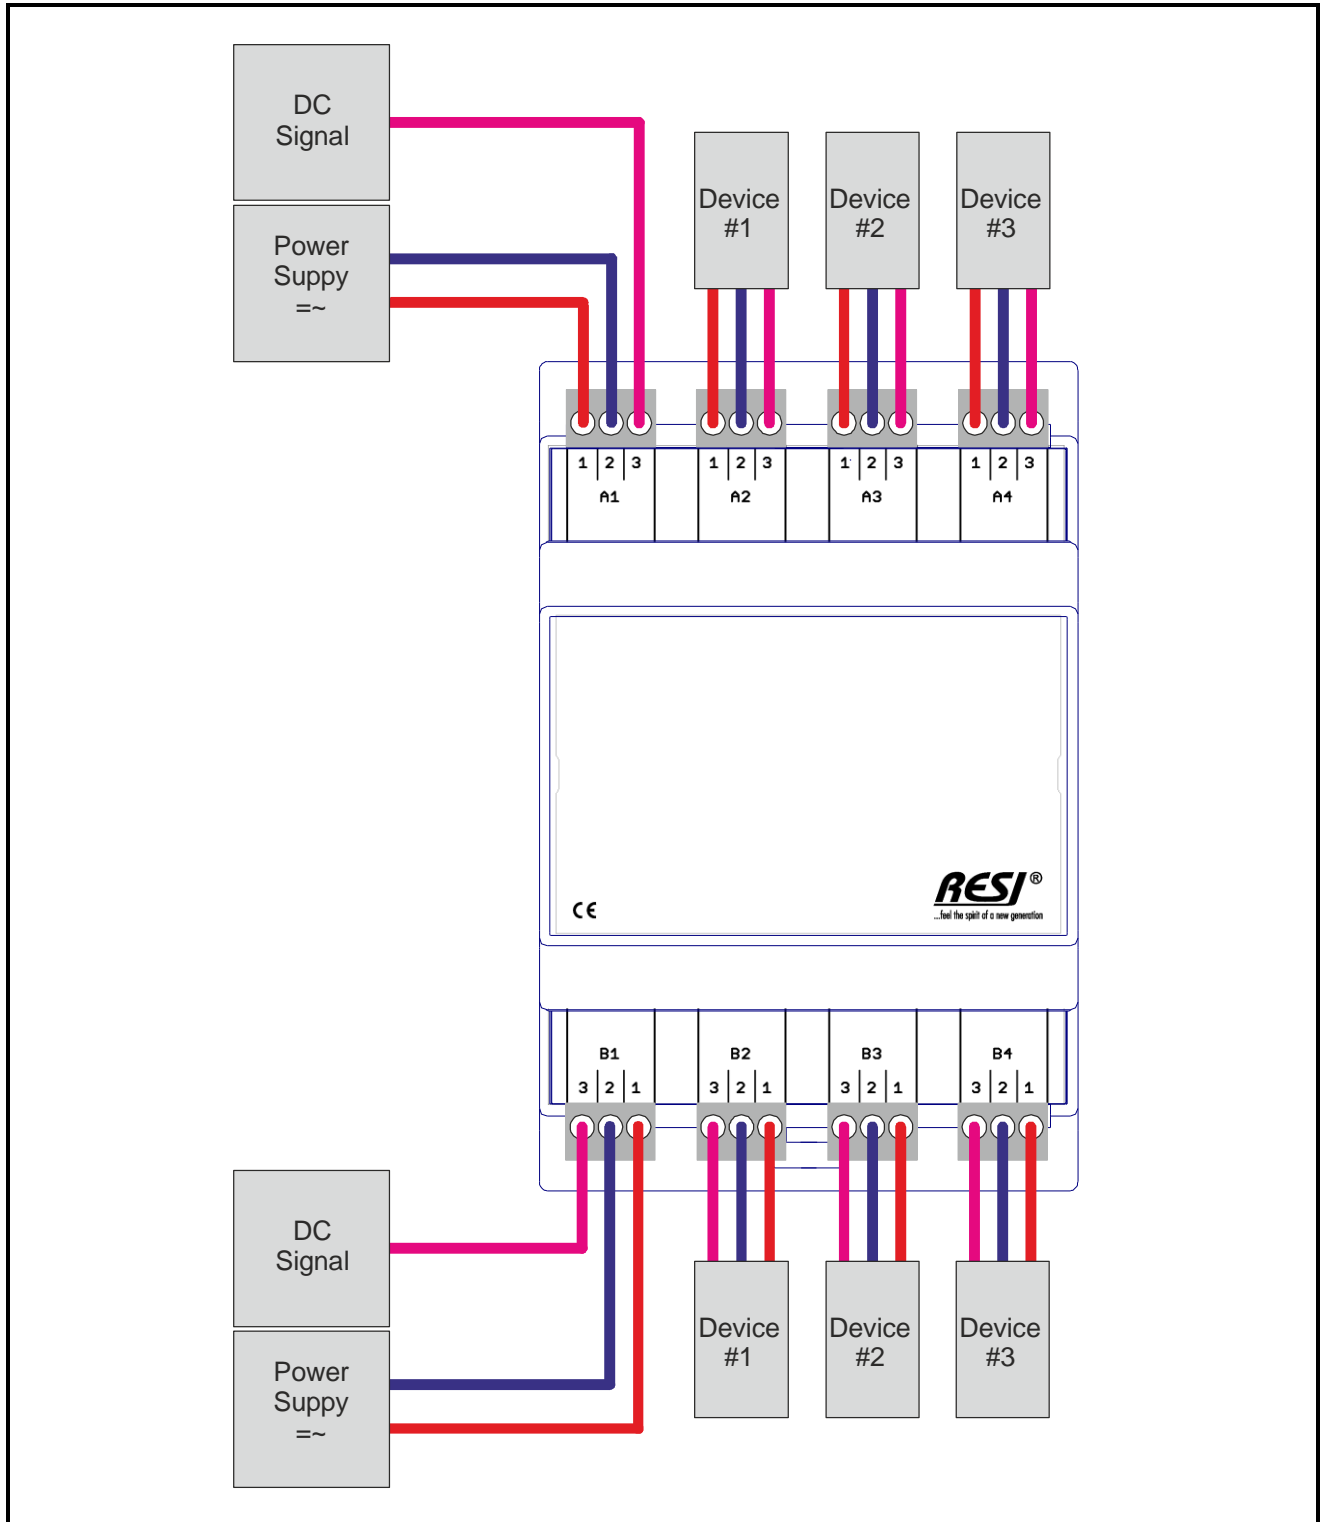 DC
Signal
Power
Suppy
=~
Device
#1
Device
#2
Device
#3
1 2 3
A1
1 2 3
A2
1 2 3
A3
1 2 3
A4
RESI®
...feel the spirit of a new generation
CE
B1
3 2 1
B2
3 2 1
B3
3 2 1
B4
3 2 1
DC
Signal
Power
Suppy
=~
Device
#1
Device
#2
Device
#3